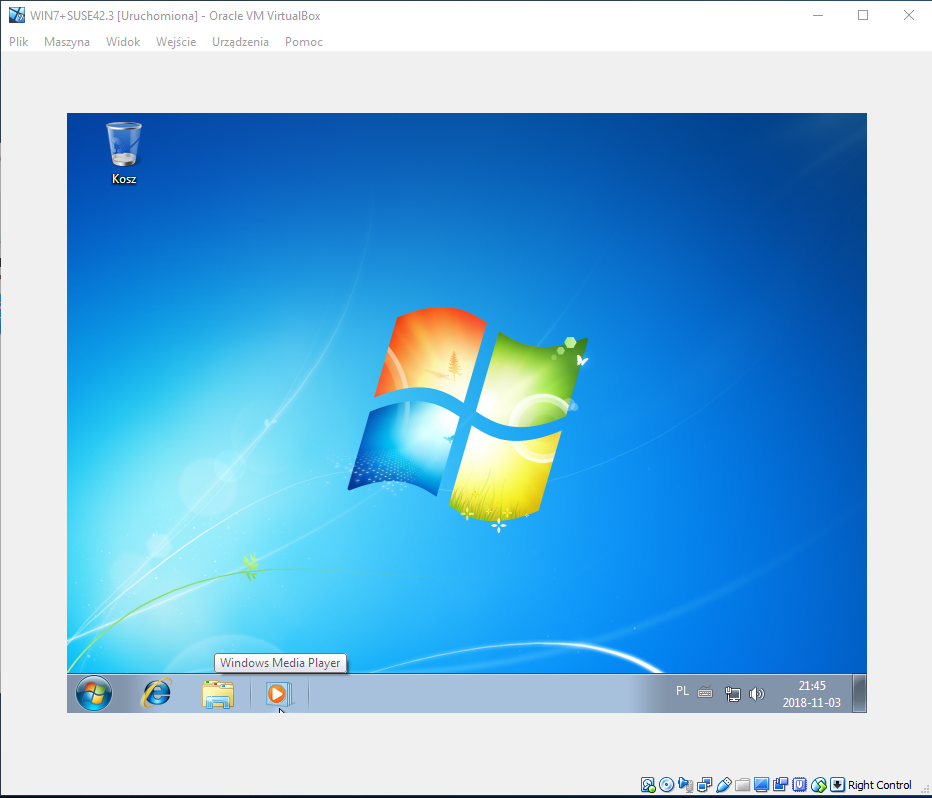 WIN7+SUSE42.3 [Uruchomiona] - Oracle VM VirtualBox
Plik Maszyna Widok Wejście Urządzenia Pomoc
Kosz
Windows Media Player
PL
21:45
2018-11-03
Right Control